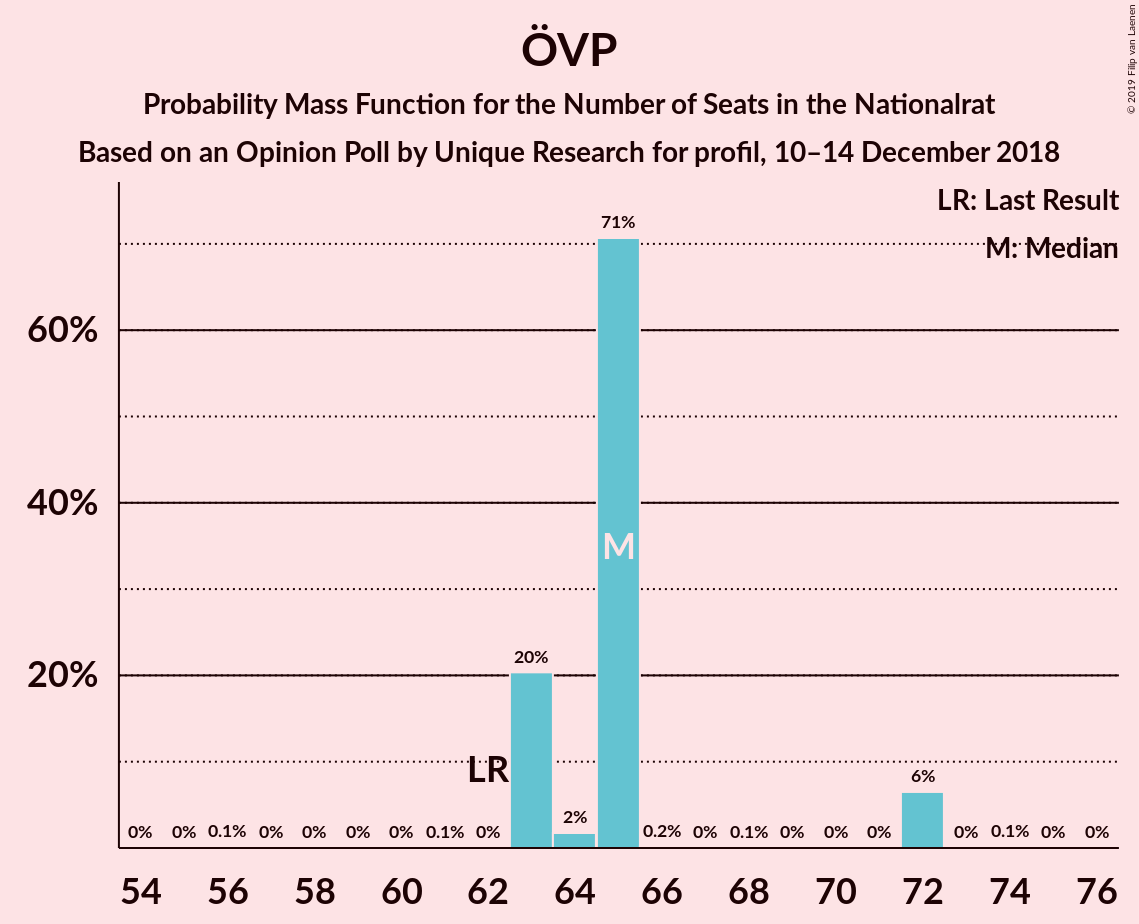 ÖVP
Probability Mass Function for the Number of Seats in the Nationalrat
Based on an Opinion Poll by Unique Research for profil, 10–14 December 2018
© 2019 Filip van Laenen
LR: Last Result
M: Median
71%
60%
40%
M
20%
20%
LR
6%
2%
0% 0% 0.1% 0% 0% 0% 0% 0.1% 0% 0.2% 0% 0.1% 0% 0% 0% 0% 0.1% 0% 0%
54 56 58 60 62 64 66 68 70 72 74 76